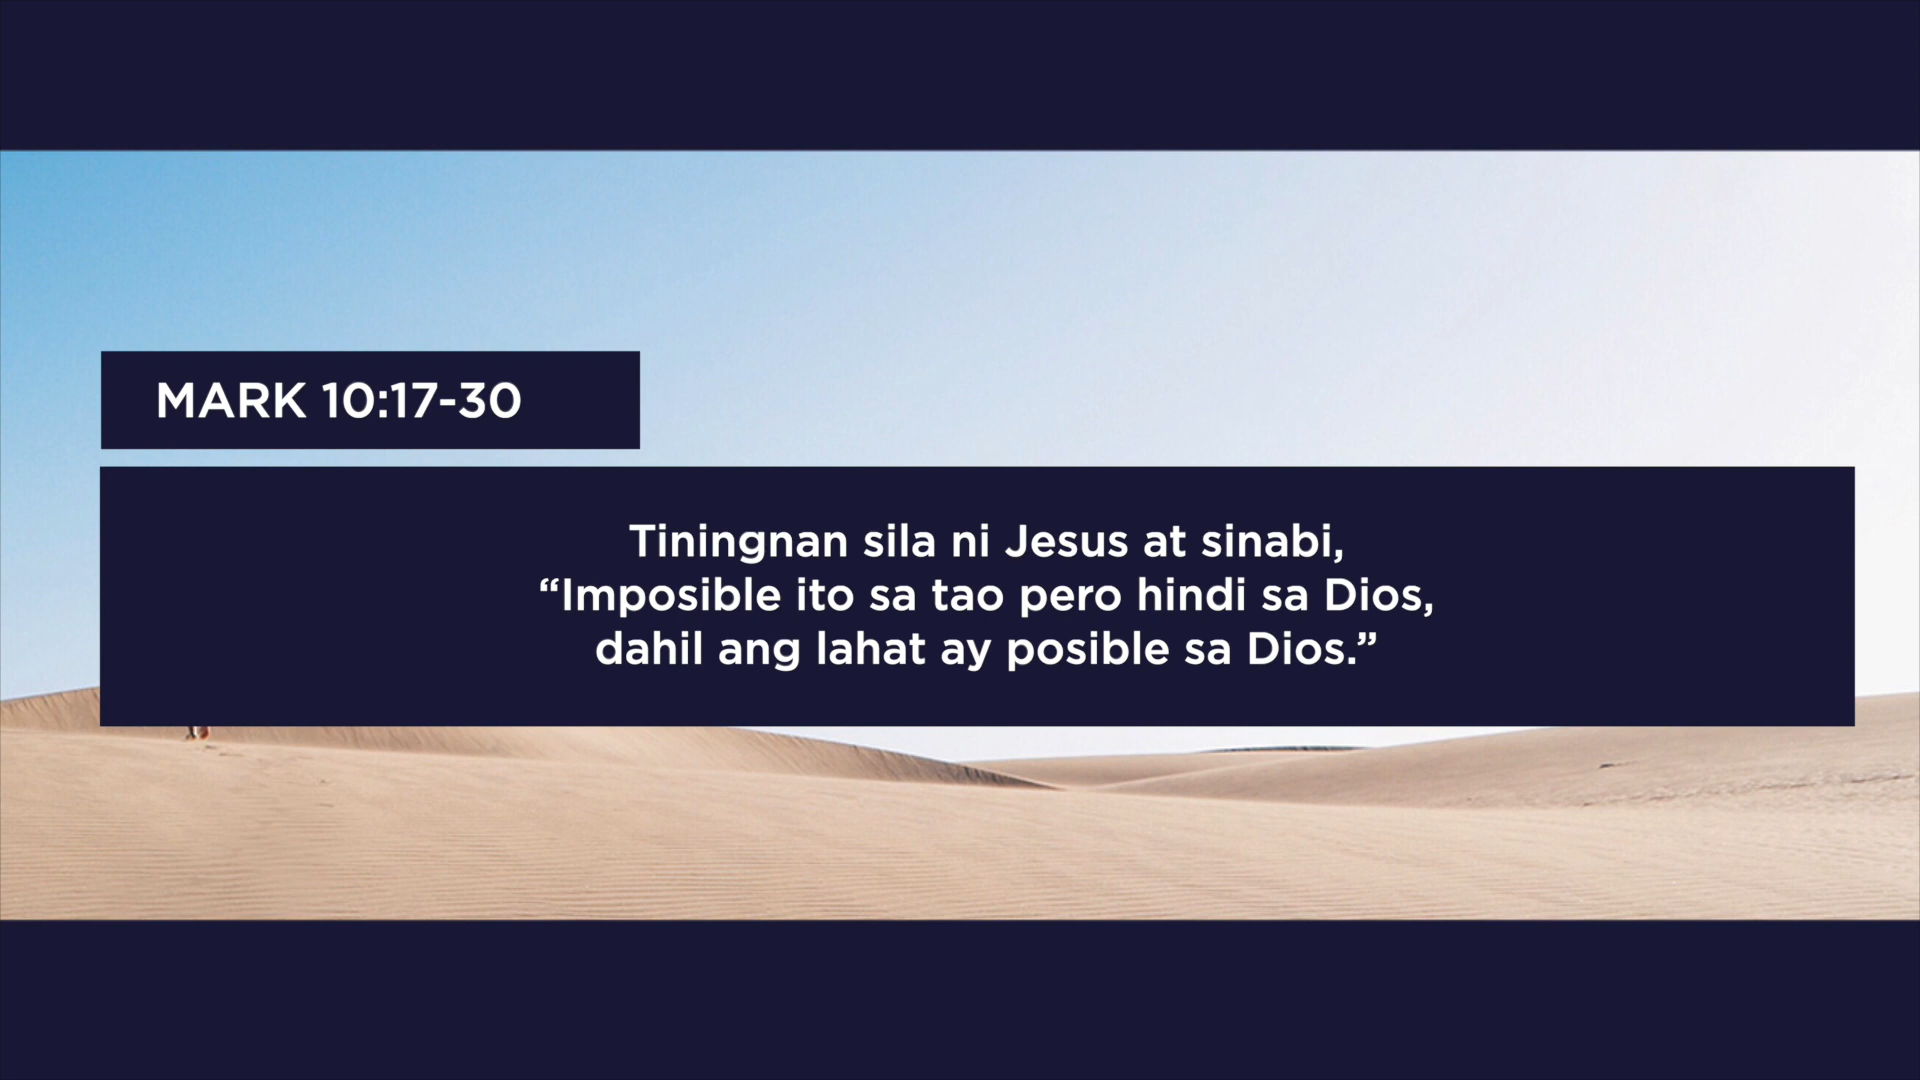 MARK 10:17-30
Tiningnan sila ni Jesus at sinabi,
“Imposible ito sa tao pero hindi sa Dios,
dahil ang lahat ay posible sa Dios.”